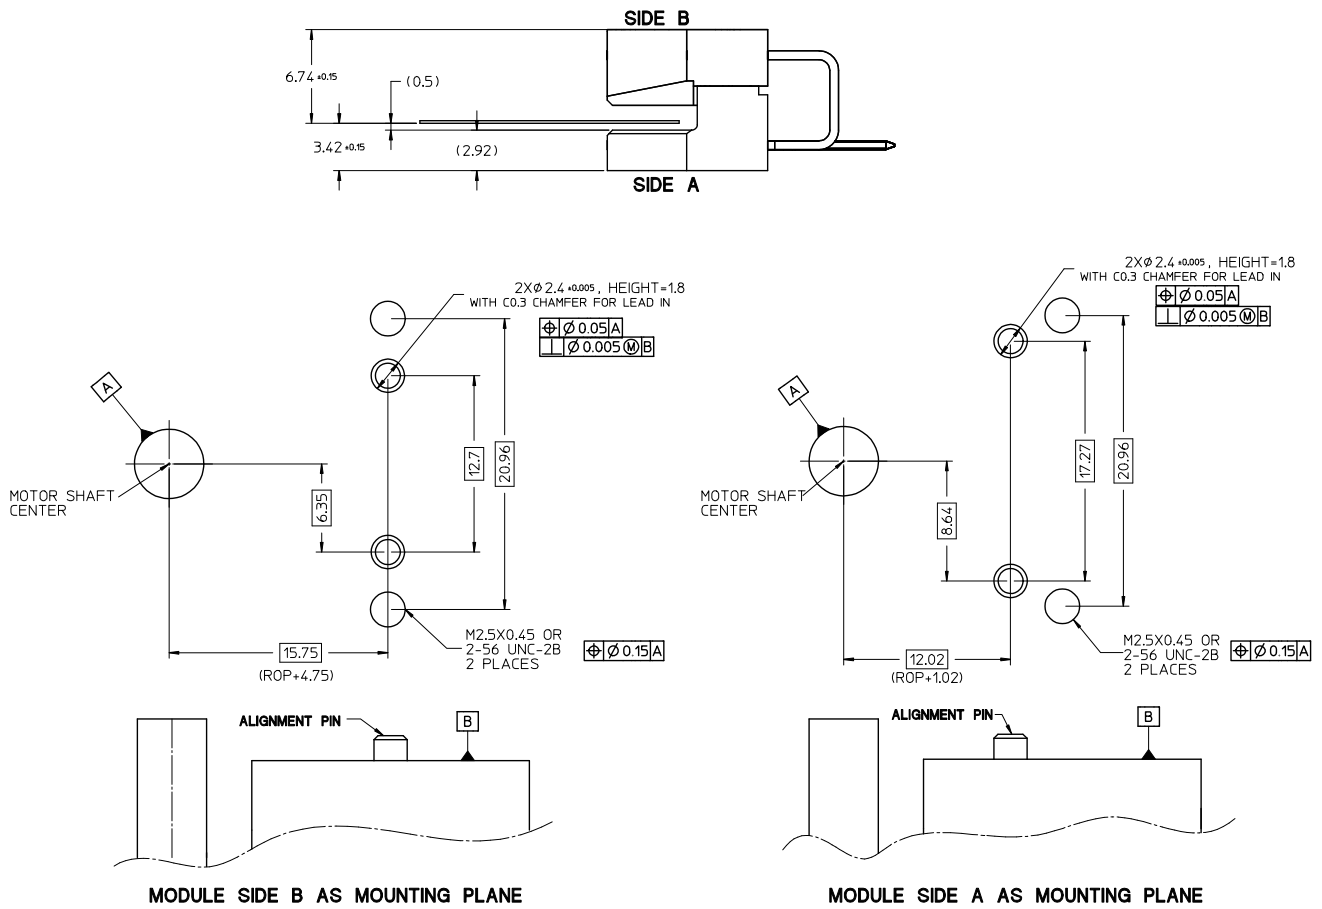 SIDE B
6.74 ±0.15
(0.5)
3.42 ±0.15
(2.92)
SIDE A
2XØ2.4 ±0.005, HEIGHT=1.8
WITH C0.3 CHAMFER FOR LEAD IN
⌖ Ø 0.05 A
⊥ Ø 0.005 Ⓜ B
A
MOTOR SHAFT
CENTER
6.35
12.7
20.96
15.75
(ROP+4.75)
M2.5X0.45 OR
2-56 UNC-2B
2 PLACES
⌖ Ø 0.15 A
ALIGNMENT PIN
B
MODULE SIDE B AS MOUNTING PLANE
2XØ2.4 ±0.005, HEIGHT=1.8
WITH C0.3 CHAMFER FOR LEAD IN
⌖ Ø 0.05 A
⊥ Ø 0.005 Ⓜ B
A
MOTOR SHAFT
CENTER
8.64
17.27
20.96
12.02
(ROP+1.02)
M2.5X0.45 OR
2-56 UNC-2B
2 PLACES
⌖ Ø 0.15 A
ALIGNMENT PIN
B
MODULE SIDE A AS MOUNTING PLANE